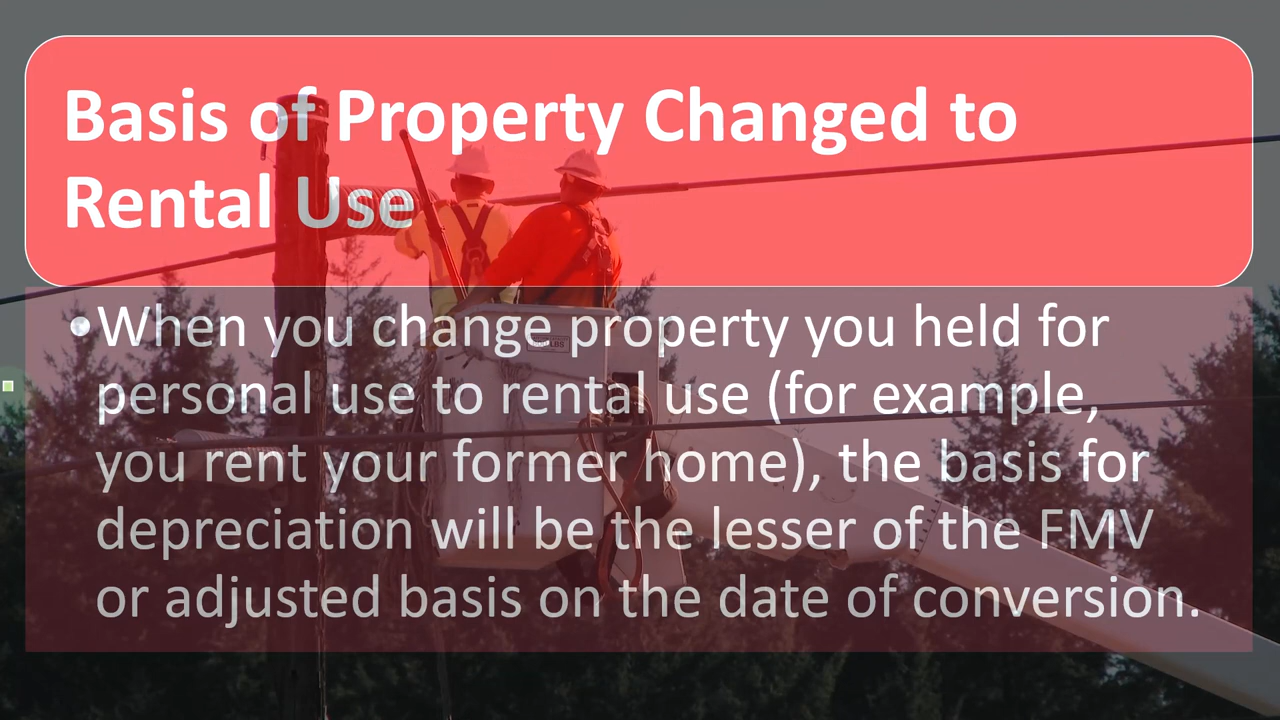 Basis of Property Changed to
Rental Use
•When you change property you held for
personal use to rental use (for example,
you rent your former home), the basis for
depreciation will be the lesser of the FMV
or adjusted basis on the date of conversion.